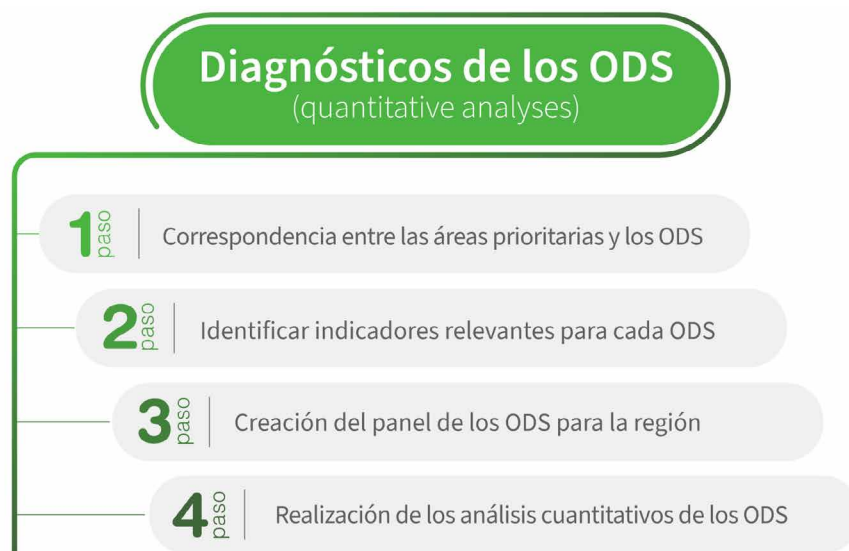 Diagnósticos de los ODS
(quantitative analyses)
1 paso
Correspondencia entre las áreas prioritarias y los ODS
2 paso
Identificar indicadores relevantes para cada ODS
3 paso
Creación del panel de los ODS para la región
4 paso
Realización de los análisis cuantitativos de los ODS